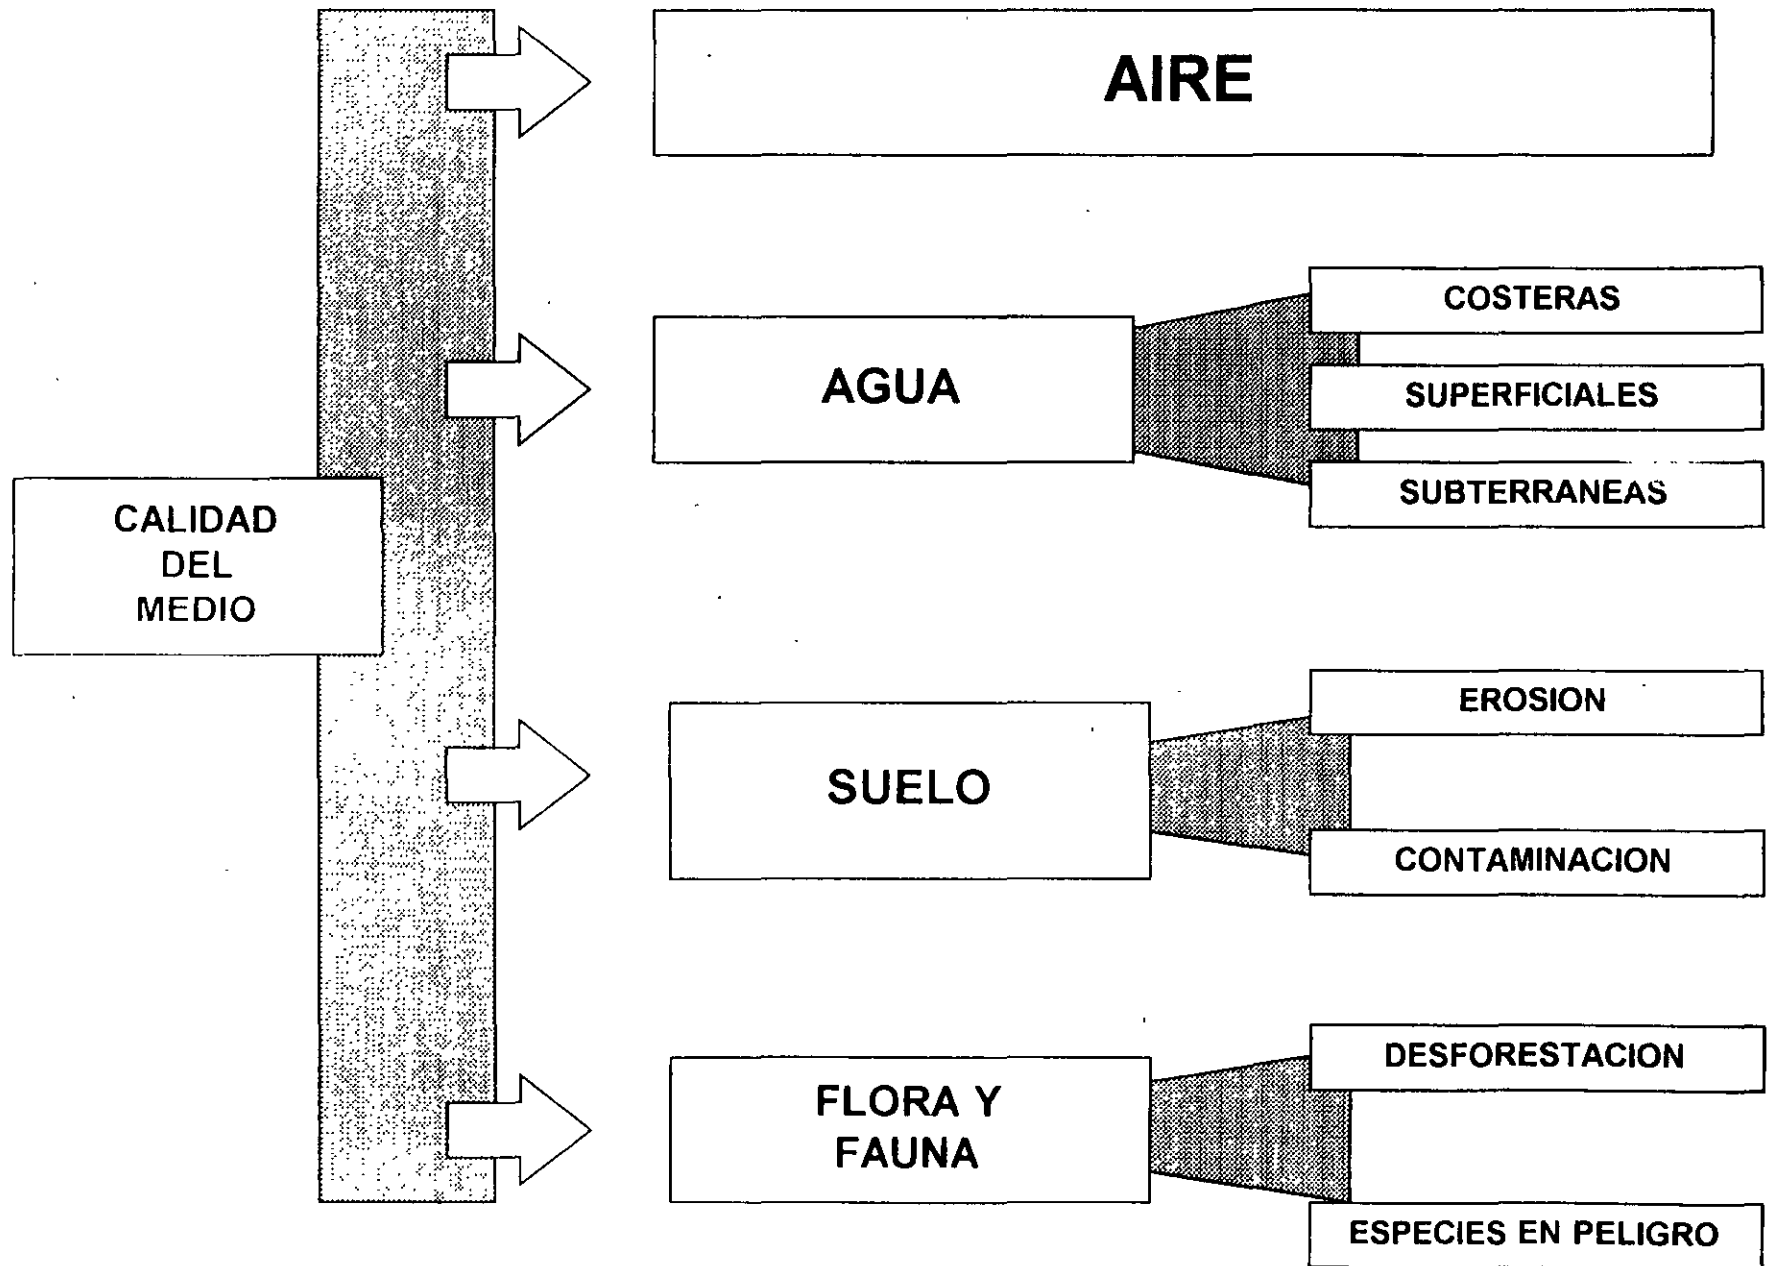 AIRE
COSTERAS
AGUA
SUPERFICIALES
SUBTERRANEAS
CALIDAD
DEL
MEDIO
EROSION
SUELO
CONTAMINACION
DESFORESTACION
FLORA Y
FAUNA
ESPECIES EN PELIGRO